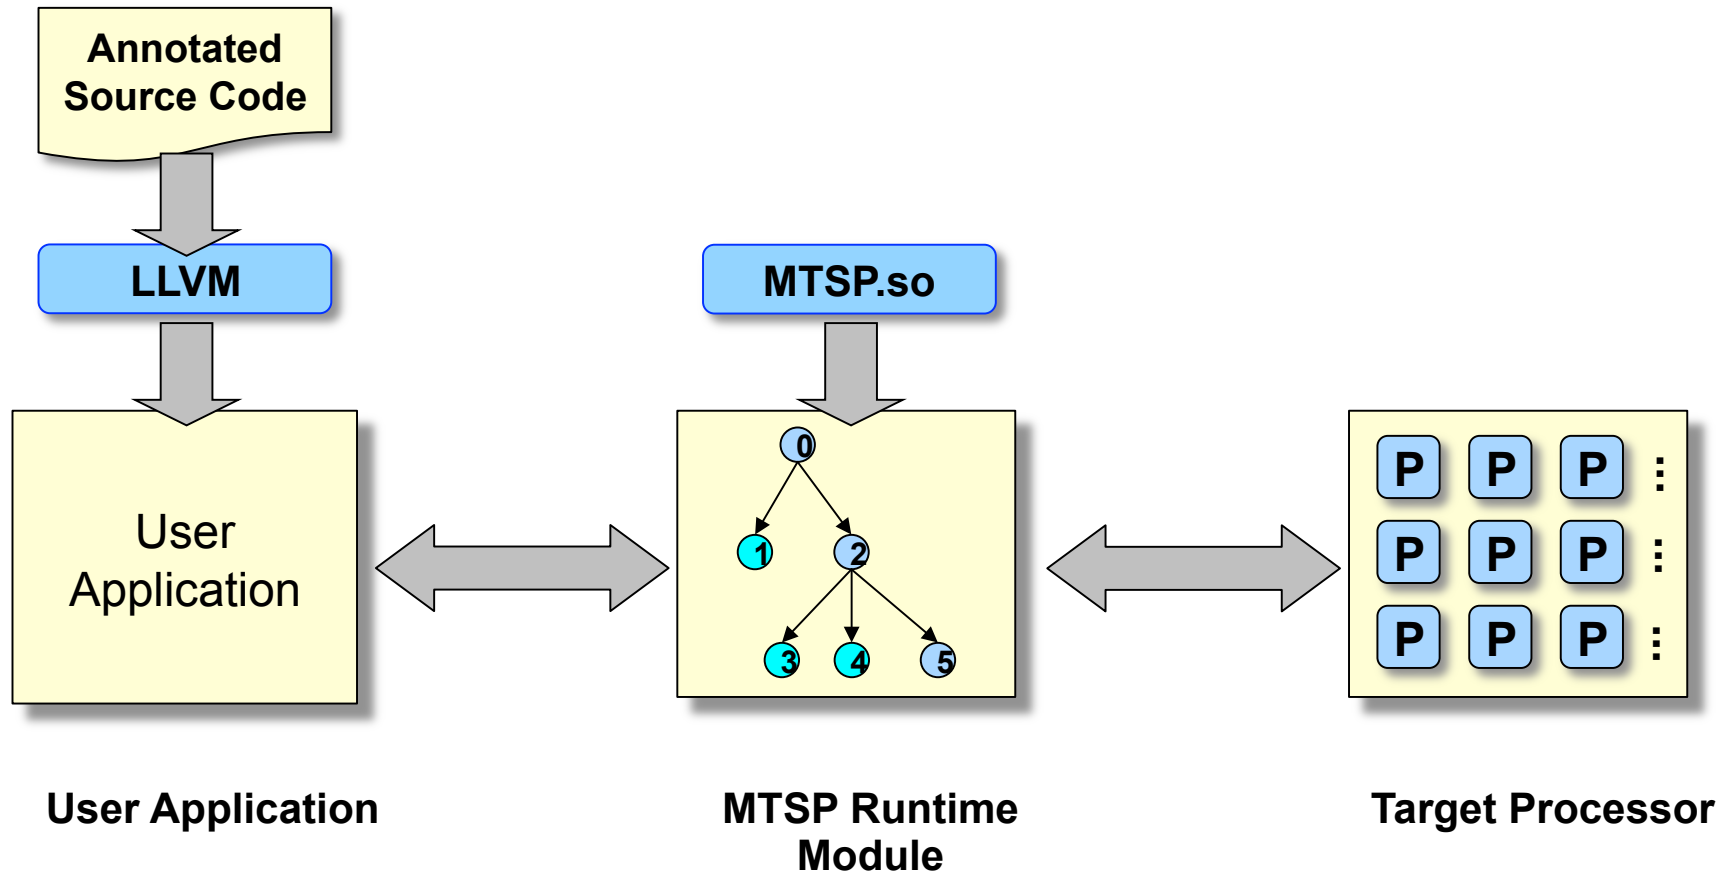 Annotated
Source Code
LLVM
MTSP.so
User
Application
0
1
2
3
4
5
P P P ...
P P P ...
P P P ...
User Application
MTSP Runtime
Module
Target Processor